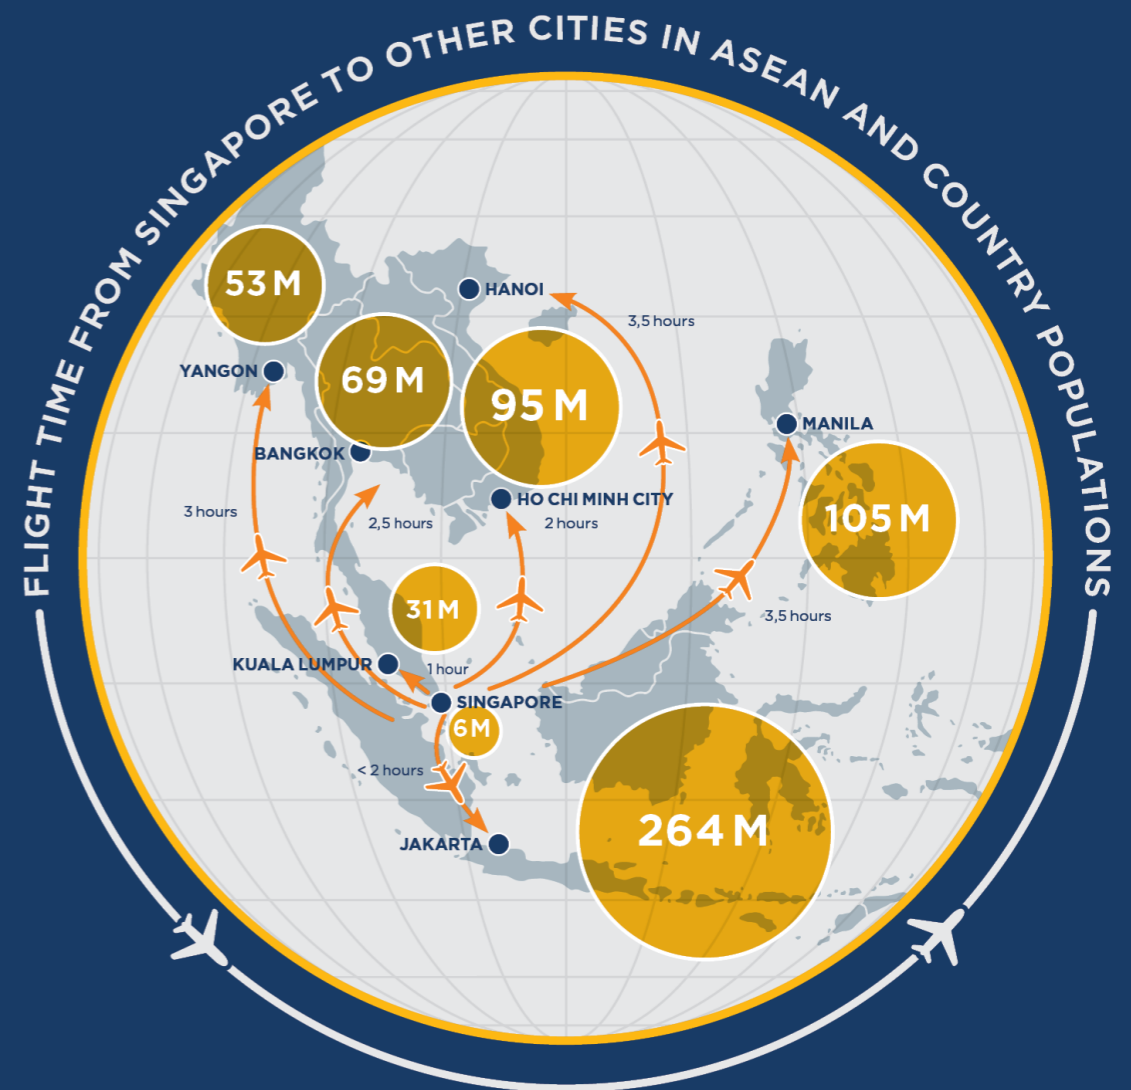 FLIGHT TIME FROM SINGAPORE TO OTHER CITIES IN ASEAN AND COUNTRY POPULATIONS
53 M
HANOI
3,5 hours
YANGON
69 M
95 M
MANILA
BANGKOK
HO CHI MINH CITY
3 hours
2,5 hours
2 hours
105 M
31 M
3,5 hours
KUALA LUMPUR
1 hour
SINGAPORE
6 M
< 2 hours
264 M
JAKARTA